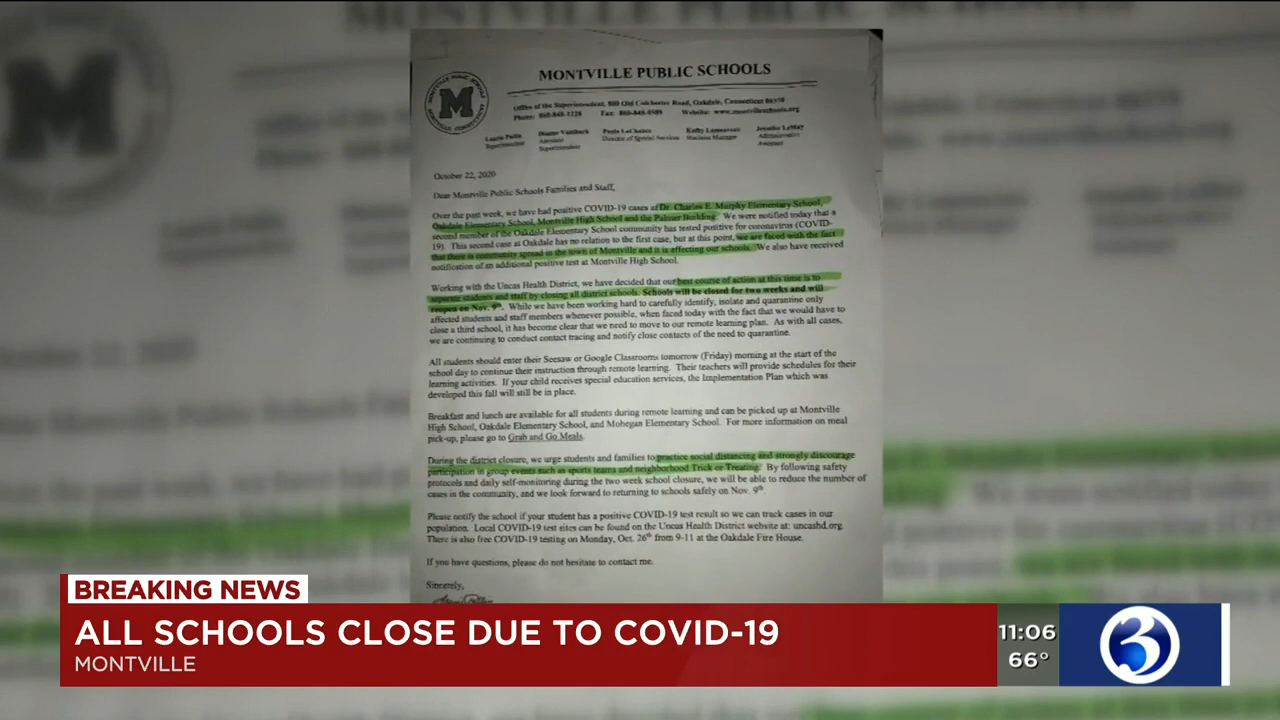 MONTVILLE PUBLIC SCHOOLS
Office of the Superintendent, 800 Old Colchester Road, Oakdale, Connecticut 06370
Phone: 860-848-1228 Fax: 860-848-0589 Website: www.montvilleschools.org
Superintendent
Assistant
Superintendent
Director of Special Services
Business Manager
Administrative
Assistant
October 22, 2020
Dear Montville Public Schools Families and Staff,
Over the past week, we have had positive COVID-19 cases at Dr. Charles E. Murphy Elementary School,
Oakdale Elementary School, Montville High School and the Palmer Building. We were notified today that a
second member of the Oakdale Elementary School community has tested positive for coronavirus (COVID-
19). This second case at Oakdale has no relation to the first case, but at this point, we are faced with the fact
that there is community spread in the town of Montville and it is affecting our schools. We also have received
notification of an additional positive test at Montville High School.
Working with the Uncas Health District, we have decided that our best course of action at this time is to
separate students and staff by closing all district schools. Schools will be closed for two weeks and will
reopen on Nov. 9th. While we have been working hard to carefully identify, isolate and quarantine only
affected students and staff members whenever possible, when faced today with the fact that we would have to
close a third school, it has become clear that we need to move to our remote learning plan. As with all cases,
we are continuing to conduct contact tracing and notify close contacts of the need to quarantine.
All students should enter their Seesaw or Google Classrooms tomorrow (Friday) morning at the start of the
school day to continue their instruction through remote learning. Their teachers will provide schedules for their
learning activities. If your child receives special education services, the Implementation Plan which was
developed this fall will still be in place.
Breakfast and lunch are available for all students during remote learning and can be picked up at Montville
High School, Oakdale Elementary School, and Mohegan Elementary School. For more information on meal
pick-up, please go to Grab and Go Meals.
During the district closure, we urge students and families to practice social distancing and strongly discourage
participation in group events such as sports teams and neighborhood Trick or Treating. By following safety
protocols and daily self-monitoring during the two week school closure, we will be able to reduce the number of
cases in the community, and we look forward to returning to schools safely on Nov. 9th.
Please notify the school if your student has a positive COVID-19 test result so we can track cases in our
population. Local COVID-19 test sites can be found on the Uncas Health District website at: uncashd.org.
There is also free COVID-19 testing on Monday, Oct. 26th from 9-11 at the Oakdale Fire House.
If you have questions, please do not hesitate to contact me.
Sincerely,
BREAKING NEWS
ALL SCHOOLS CLOSE DUE TO COVID-19
MONTVILLE
11:06
66°
3